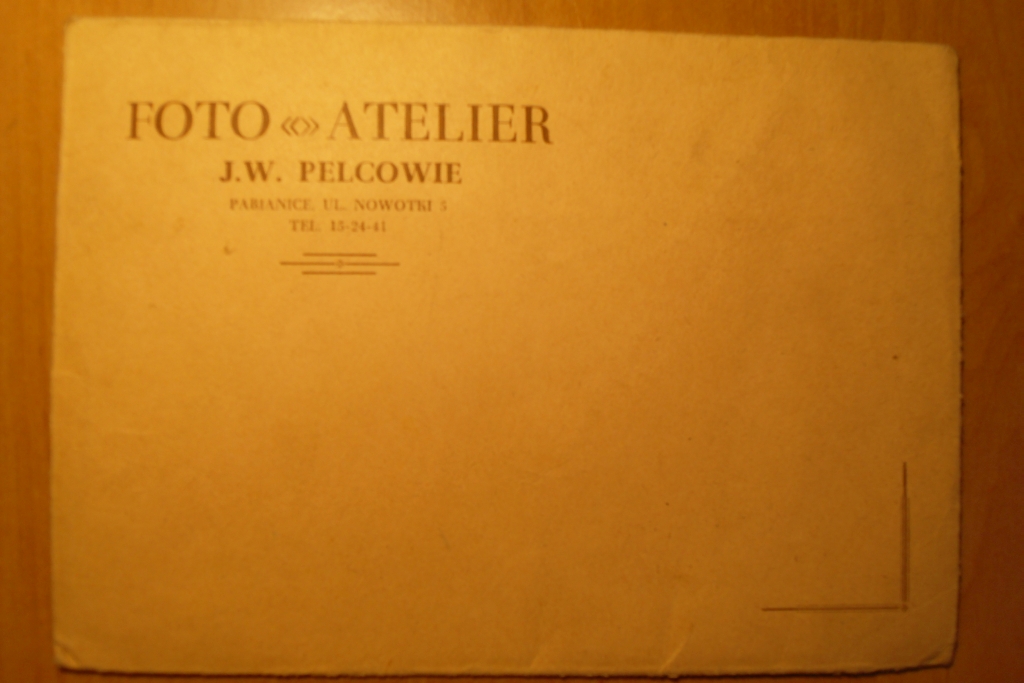 FOTO «» ATELIER
J.W. PELCOWIE
PABIANICE, UL. NOWOTKI 5
TEL. 15-24-41